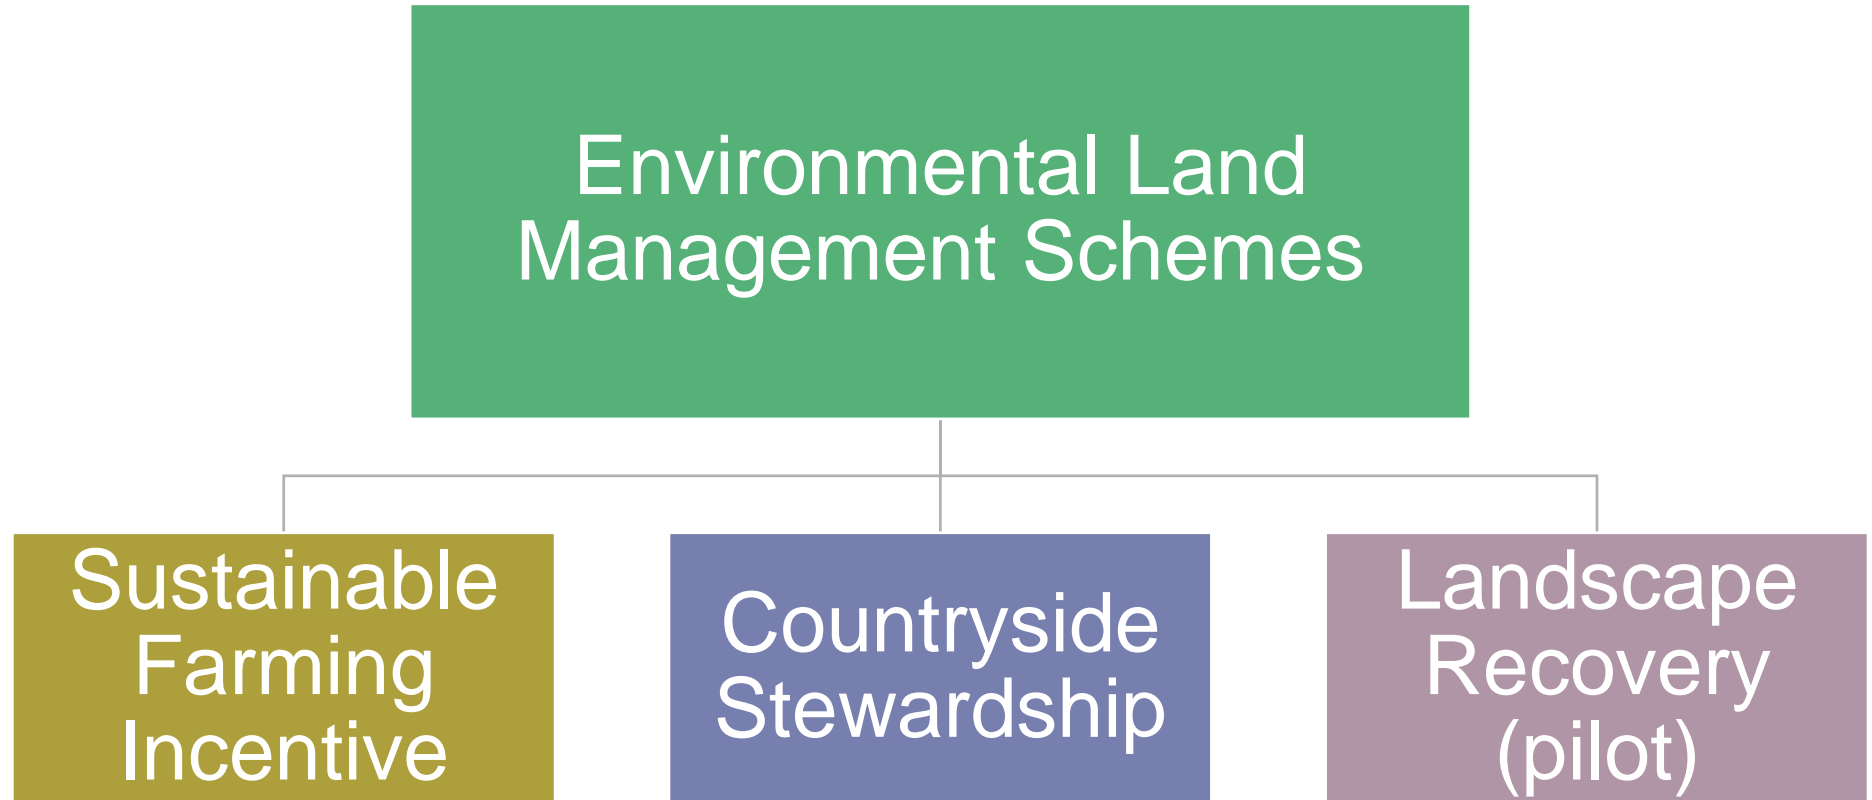 Environmental Land
Management Schemes
Sustainable
Farming
Incentive
Countryside
Stewardship
Landscape
Recovery
(pilot)